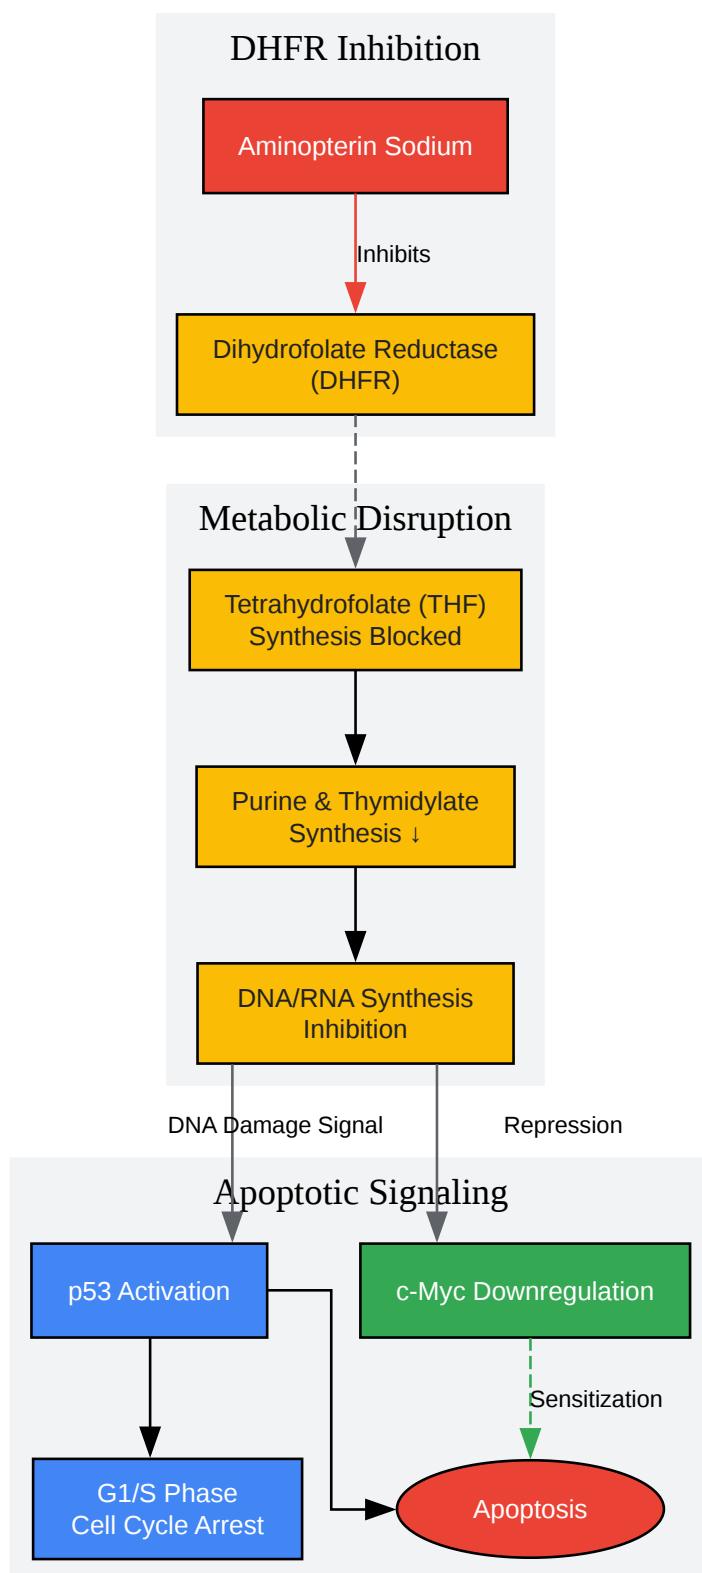 DHFR Inhibition
Aminopterin Sodium
Inhibits
Dihydrofolate Reductase
(DHFR)
Metabolic Disruption
Tetrahydrofolate (THF)
Synthesis Blocked
Purine & Thymidylate
Synthesis ↓
DNA/RNA Synthesis
Inhibition
DNA Damage Signal
Repression
Apoptotic Signaling
p53 Activation
c-Myc Downregulation
Sensitization
G1/S Phase
Cell Cycle Arrest
Apoptosis